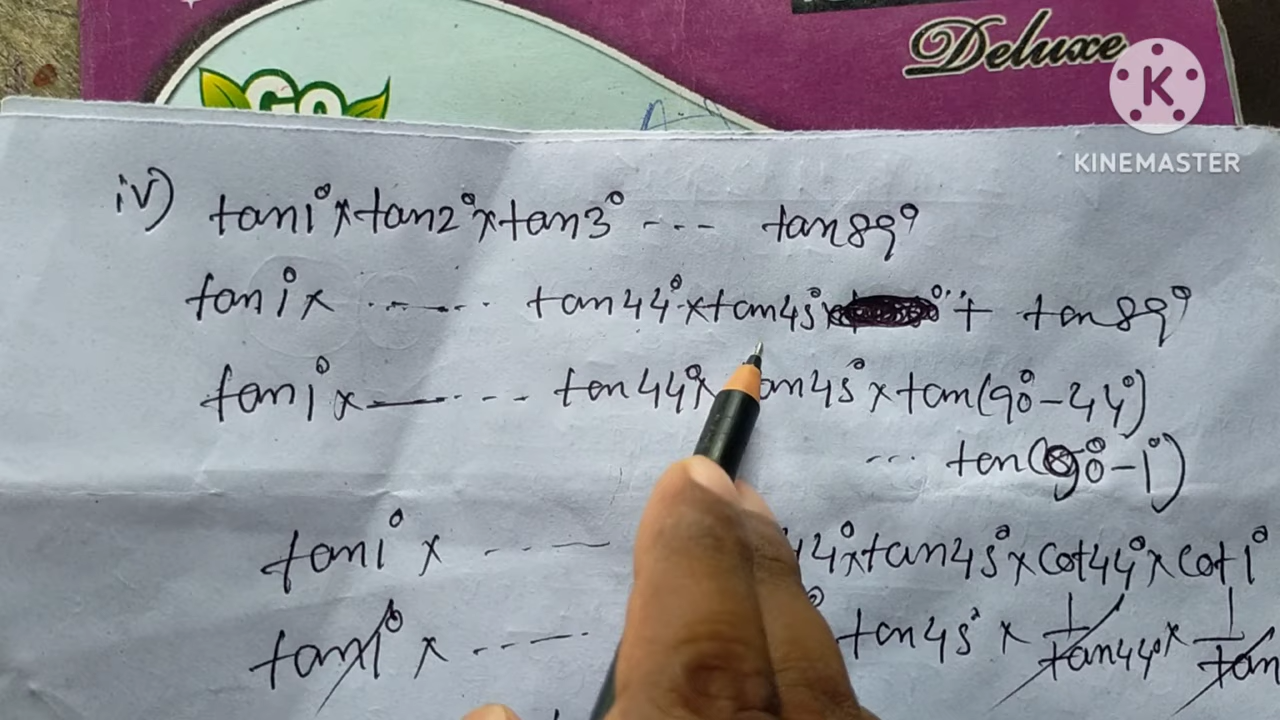 Deluxe
GO
K
KINEMASTER
iv) tan1° × tan2° × tan3° --- tan89°
tan1° × ........ tan44° × tan45° × + tan89°
tan1° × ---- tan44° × tan45° × tan(90° - 44°)
... tan(90° - 1°)
tan1° × ------ 44° × tan45° × cot44° × cot1°
tan1° × ------ tan45° × 1/tan44° × 1/tan